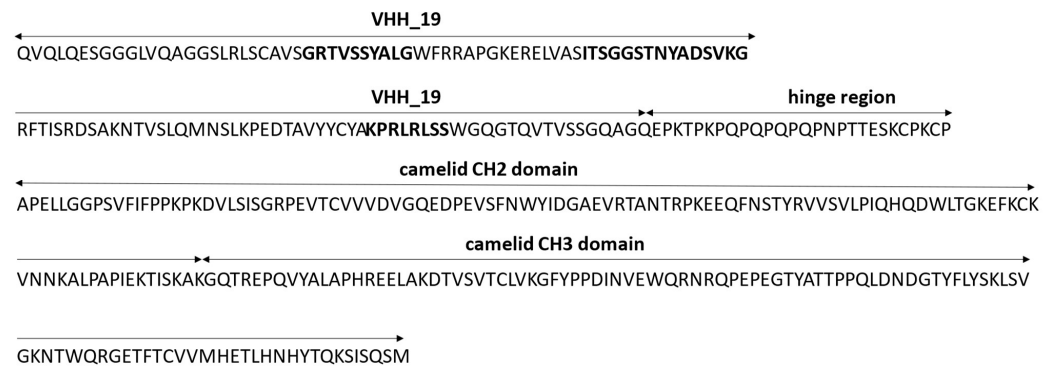 VHH_19
QVQLQESGGGLVQAGGSLRLSCAVSGRTVSSYALGWFRRAPGKERELVASITSGGSTNYADSVKG
VHH_19 hinge region
RFTISRDSAKNTVSLQMNSLKPEDTAVYYCYAKPRLRLSSWGQGTQVTVSSGQAGQEPKTPKPQPQPQPQPNPTTESKCPKCP
camelid CH2 domain
APELLGGPSVFIFPPKPKDVLSISGRPEVTCVVVDVGQEDPEVSFNWYIDGAEVRTANTRPKEEQFNSTYRVVSVLPIQHQDWLTGKEFKCK
camelid CH3 domain
VNNKALPAPIEKTISKAKGQTREPQVYALAPHREELAKDTVSVTCLVKGFYPPDINVEWQRNRQPEPEGTYATTPPQLDNDGTYFLYSKLSV
GKNTWQRGETFTCVVMHETLHNHYTQKSISQSM